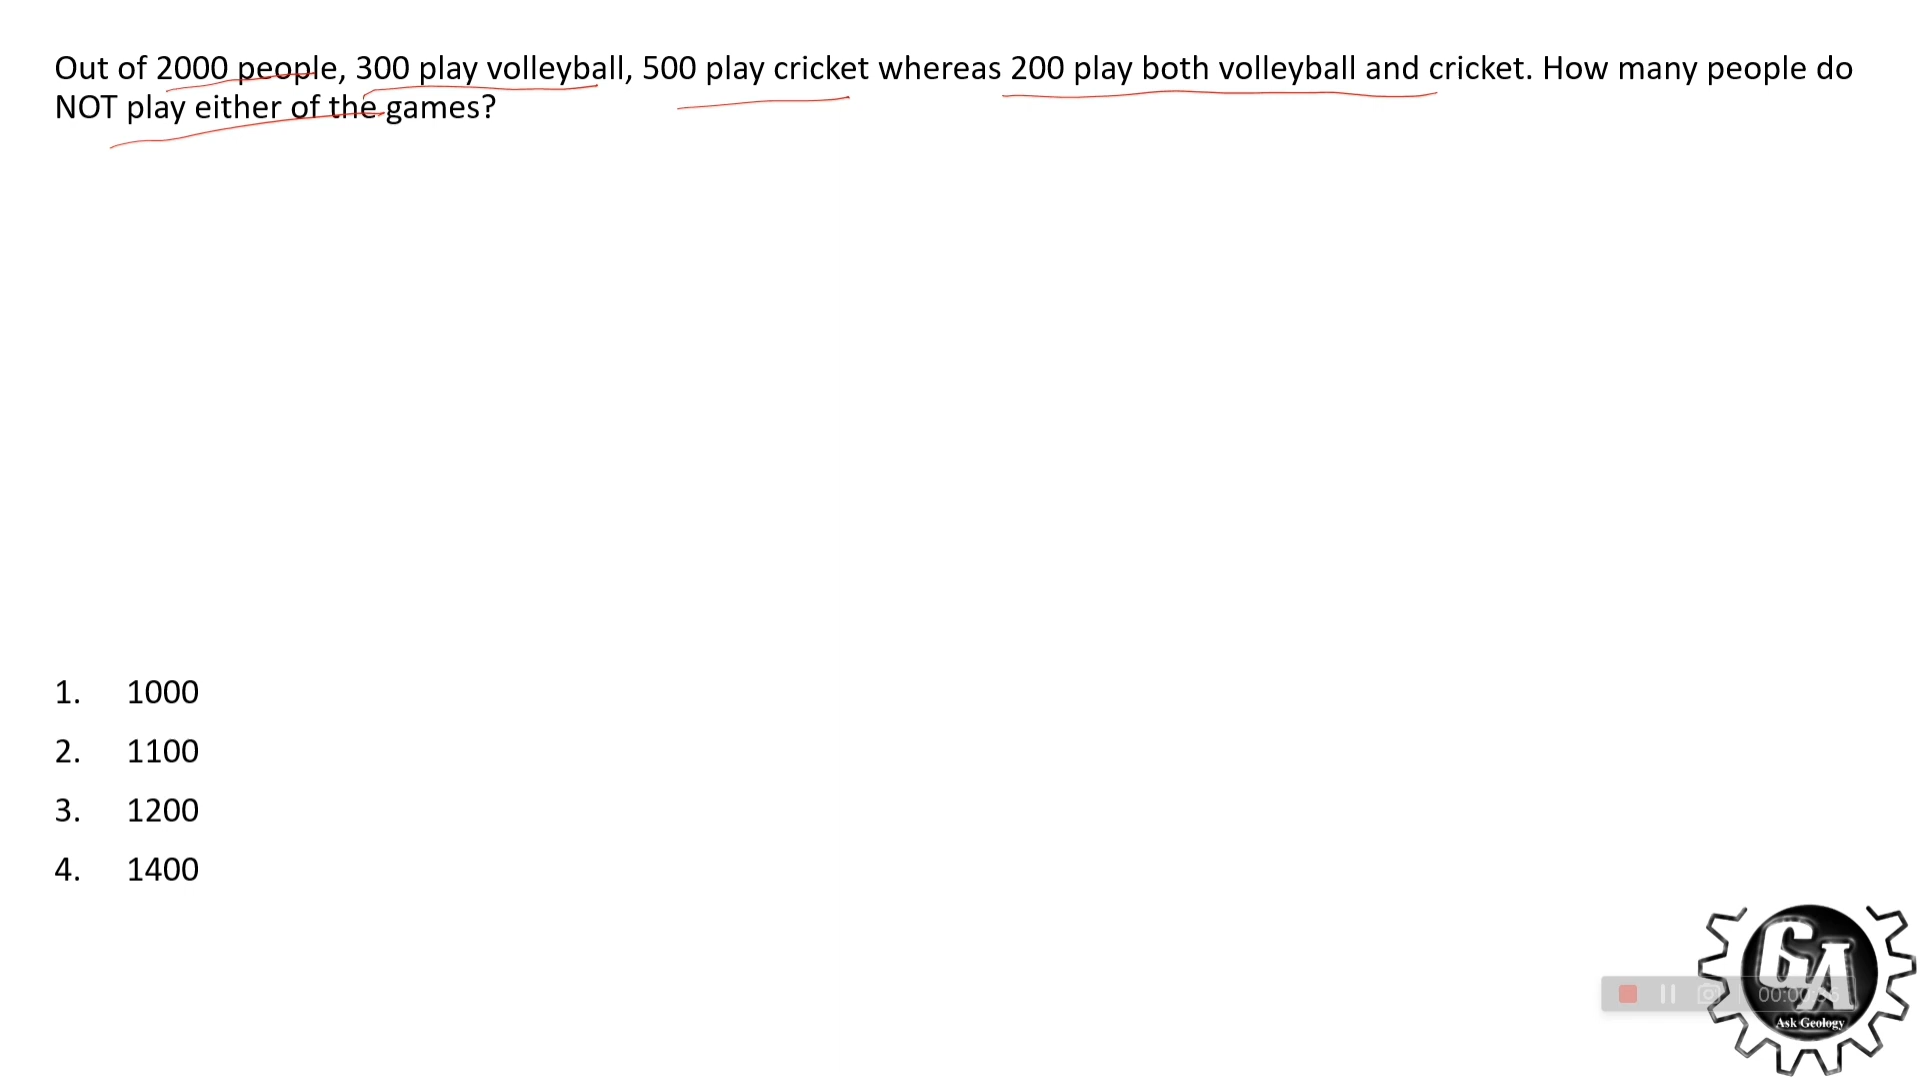 Out of 2000 people, 300 play volleyball, 500 play cricket whereas 200 play both volleyball and cricket. How many people do
NOT play either of the games?
1. 1000
2. 1100
3. 1200
4. 1400
GA
Ask Geology